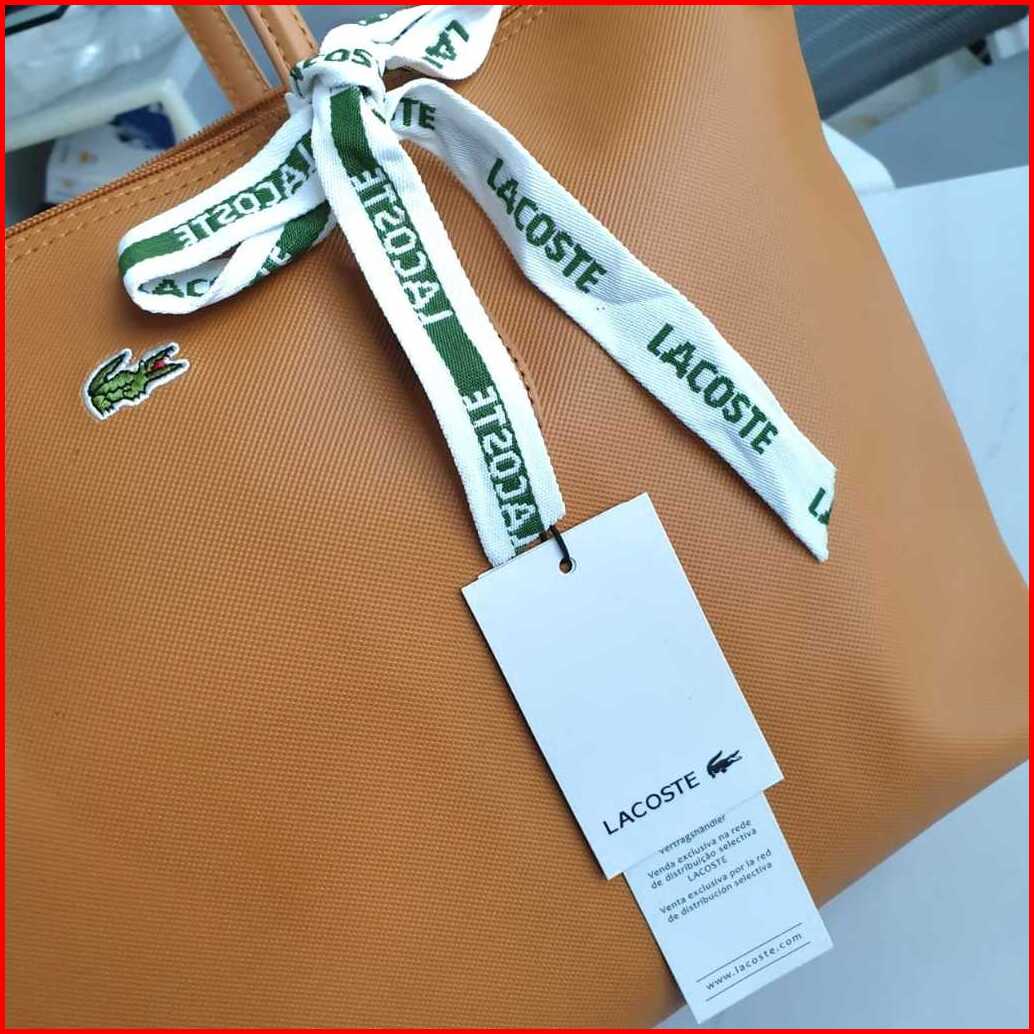 LACOSTE
LACOSTE
LACOSTE
LACOSTE
LACOSTE
LACOSTE
LACOSTE
vertragshändler
Venda exclusiva na rede
de distribuição selectiva
LACOSTE
Venta exclusiva por la red
de distribución selectiva
www.lacoste.com